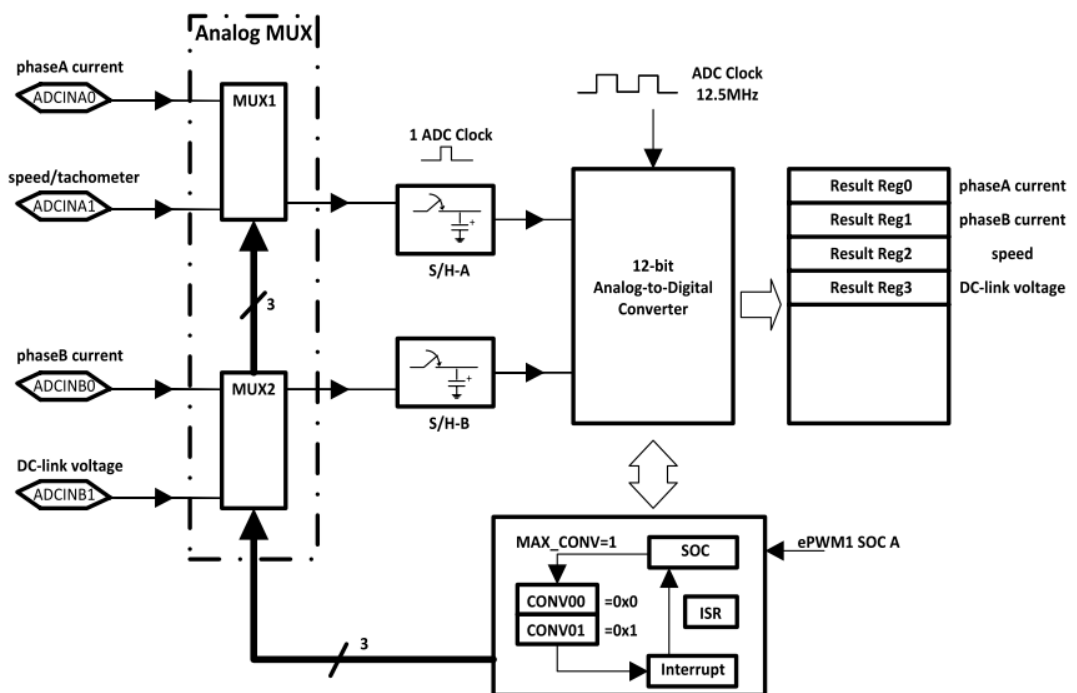 Analog MUX
phaseA current
ADCINA0
MUX1
speed/tachometer
ADCINA1
3
phaseB current
ADCINB0
MUX2
DC-link voltage
ADCINB1
3
1 ADC Clock
+
S/H-A
+
S/H-B
ADC Clock
12.5MHz
12-bit
Analog-to-Digital
Converter
Result Reg0 phaseA current
Result Reg1 phaseB current
Result Reg2 speed
Result Reg3 DC-link voltage
MAX_CONV=1
SOC
ePWM1 SOC A
CONV00 =0x0
CONV01 =0x1
ISR
Interrupt